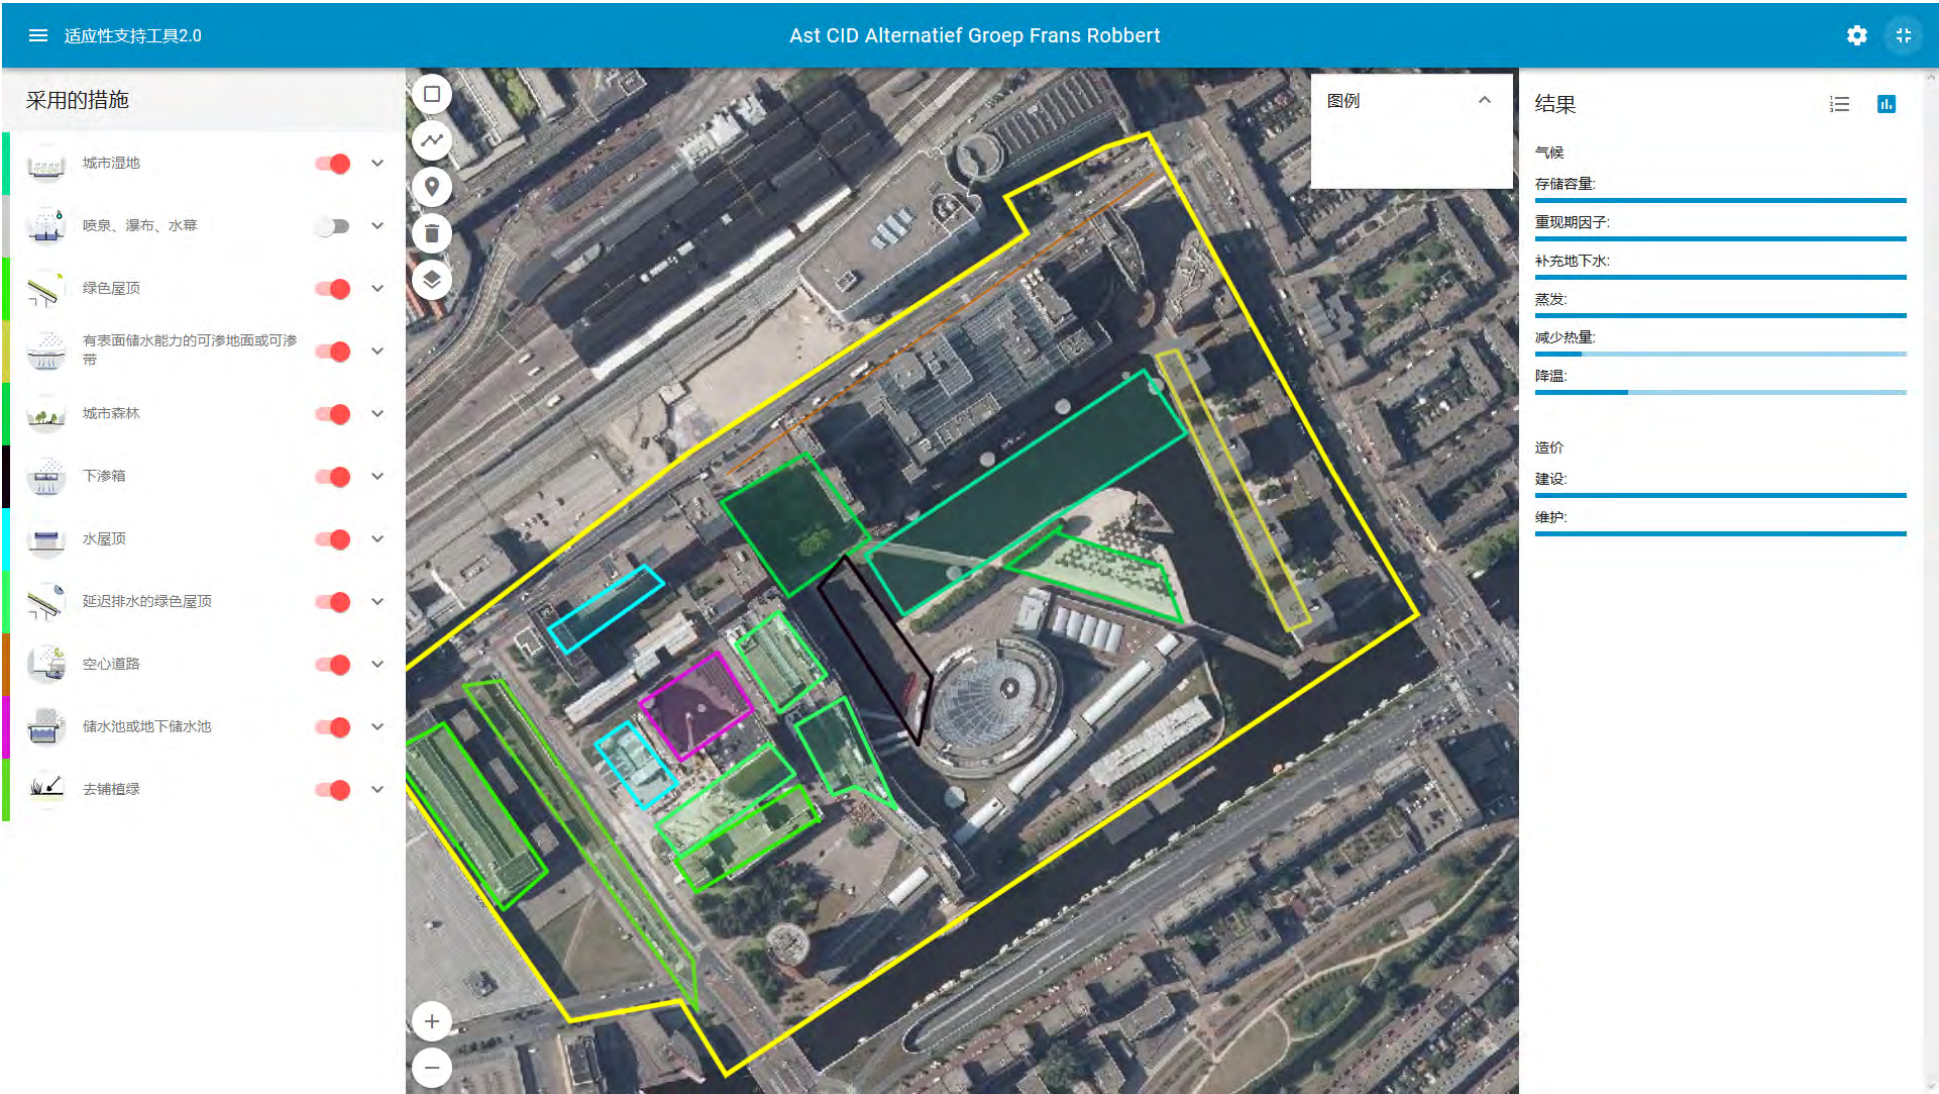 适应性支持工具2.0
Ast CID Alternatief Groep Frans Robbert
采用的措施
城市湿地
喷泉、瀑布、水幕
绿色屋顶
有表面储水能力的可渗地面或可渗
带
城市森林
下渗箱
水屋顶
延迟排水的绿色屋顶
空心道路
储水池或地下储水池
去铺植绿
图例
结果
气候
存储容量:
重现期因子:
补充地下水:
蒸发:
减少热量:
降温:
造价
建设:
维护: